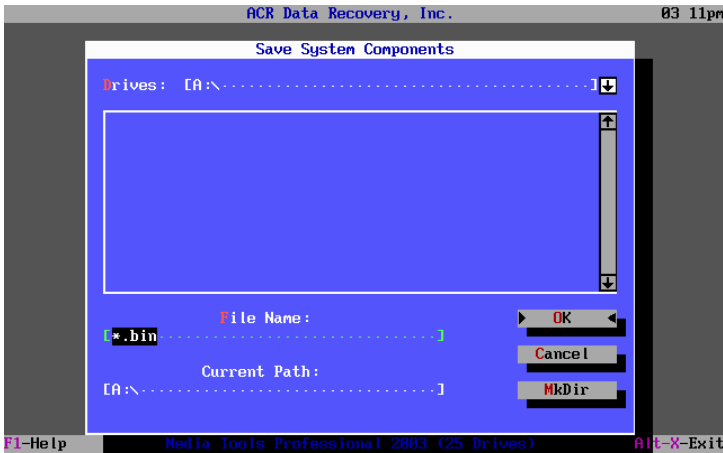 ACR Data Recovery, Inc. 03 11pm
Save System Components
Drives: [A:\·········································]
File Name:
[*.bin·······························]
OK
Cancel
Current Path:
[A:\·································]
MkDir
F1-Help Media Tools Professional 2003 (25 Drives) Alt-X-Exit